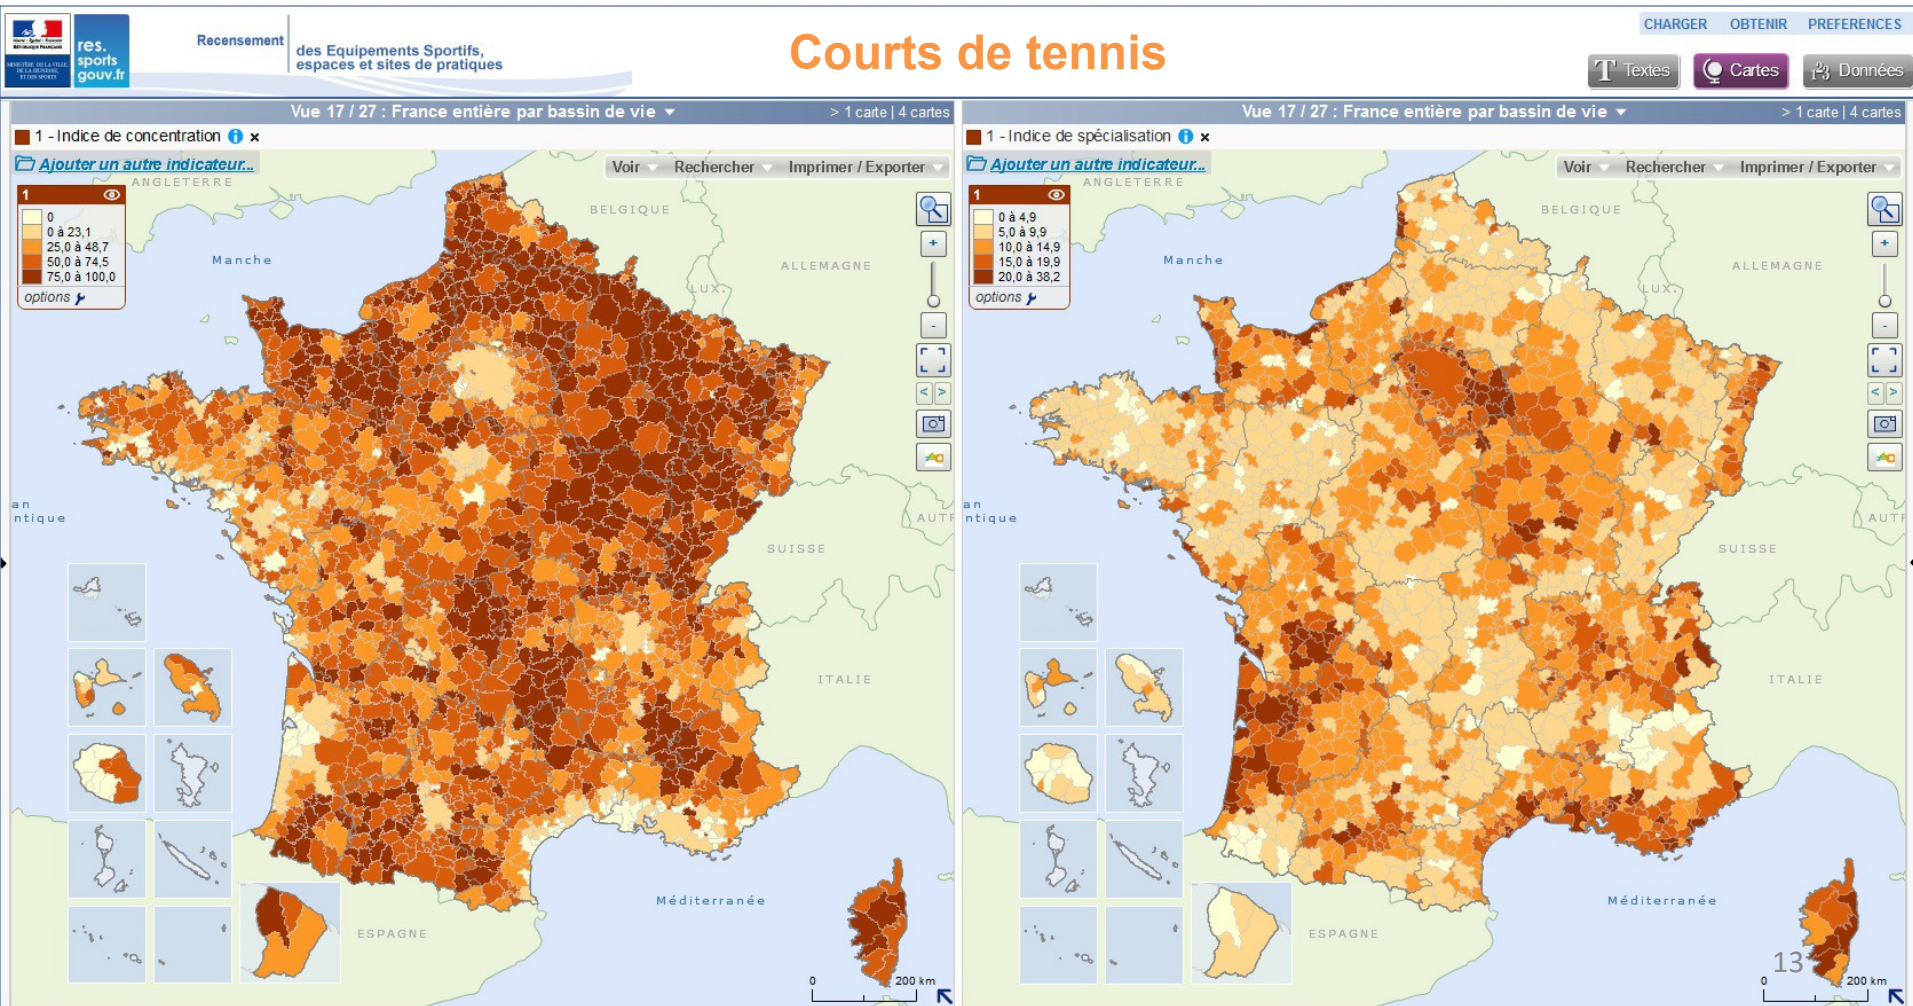 res.
sports
gouv.fr
Recensement
des Equipements Sportifs,
espaces et sites de pratiques
Courts de tennis
CHARGER OBTENIR PREFERENCES
Textes
Cartes
Données
Vue 17 / 27 : France entière par bassin de vie
> 1 carte | 4 cartes
1 - Indice de concentration
Ajouter un autre indicateur...
Voir Rechercher Imprimer / Exporter
1
0
0 à 23,1
25,0 à 48,7
50,0 à 74,5
75,0 à 100,0
options
ANGLETERRE
BELGIQUE
Manche
ALLEMAGNE
LUX.
an
ntique
AUTR
SUISSE
ITALIE
Méditerranée
ESPAGNE
0 200 km
Vue 17 / 27 : France entière par bassin de vie
> 1 carte | 4 cartes
1 - Indice de spécialisation
Ajouter un autre indicateur...
Voir Rechercher Imprimer / Exporter
1
0 à 4,9
5,0 à 9,9
10,0 à 14,9
15,0 à 19,9
20,0 à 38,2
options
ANGLETERRE
BELGIQUE
Manche
ALLEMAGNE
LUX.
an
ntique
AUTR
SUISSE
ITALIE
Méditerranée
ESPAGNE
13
0 200 km